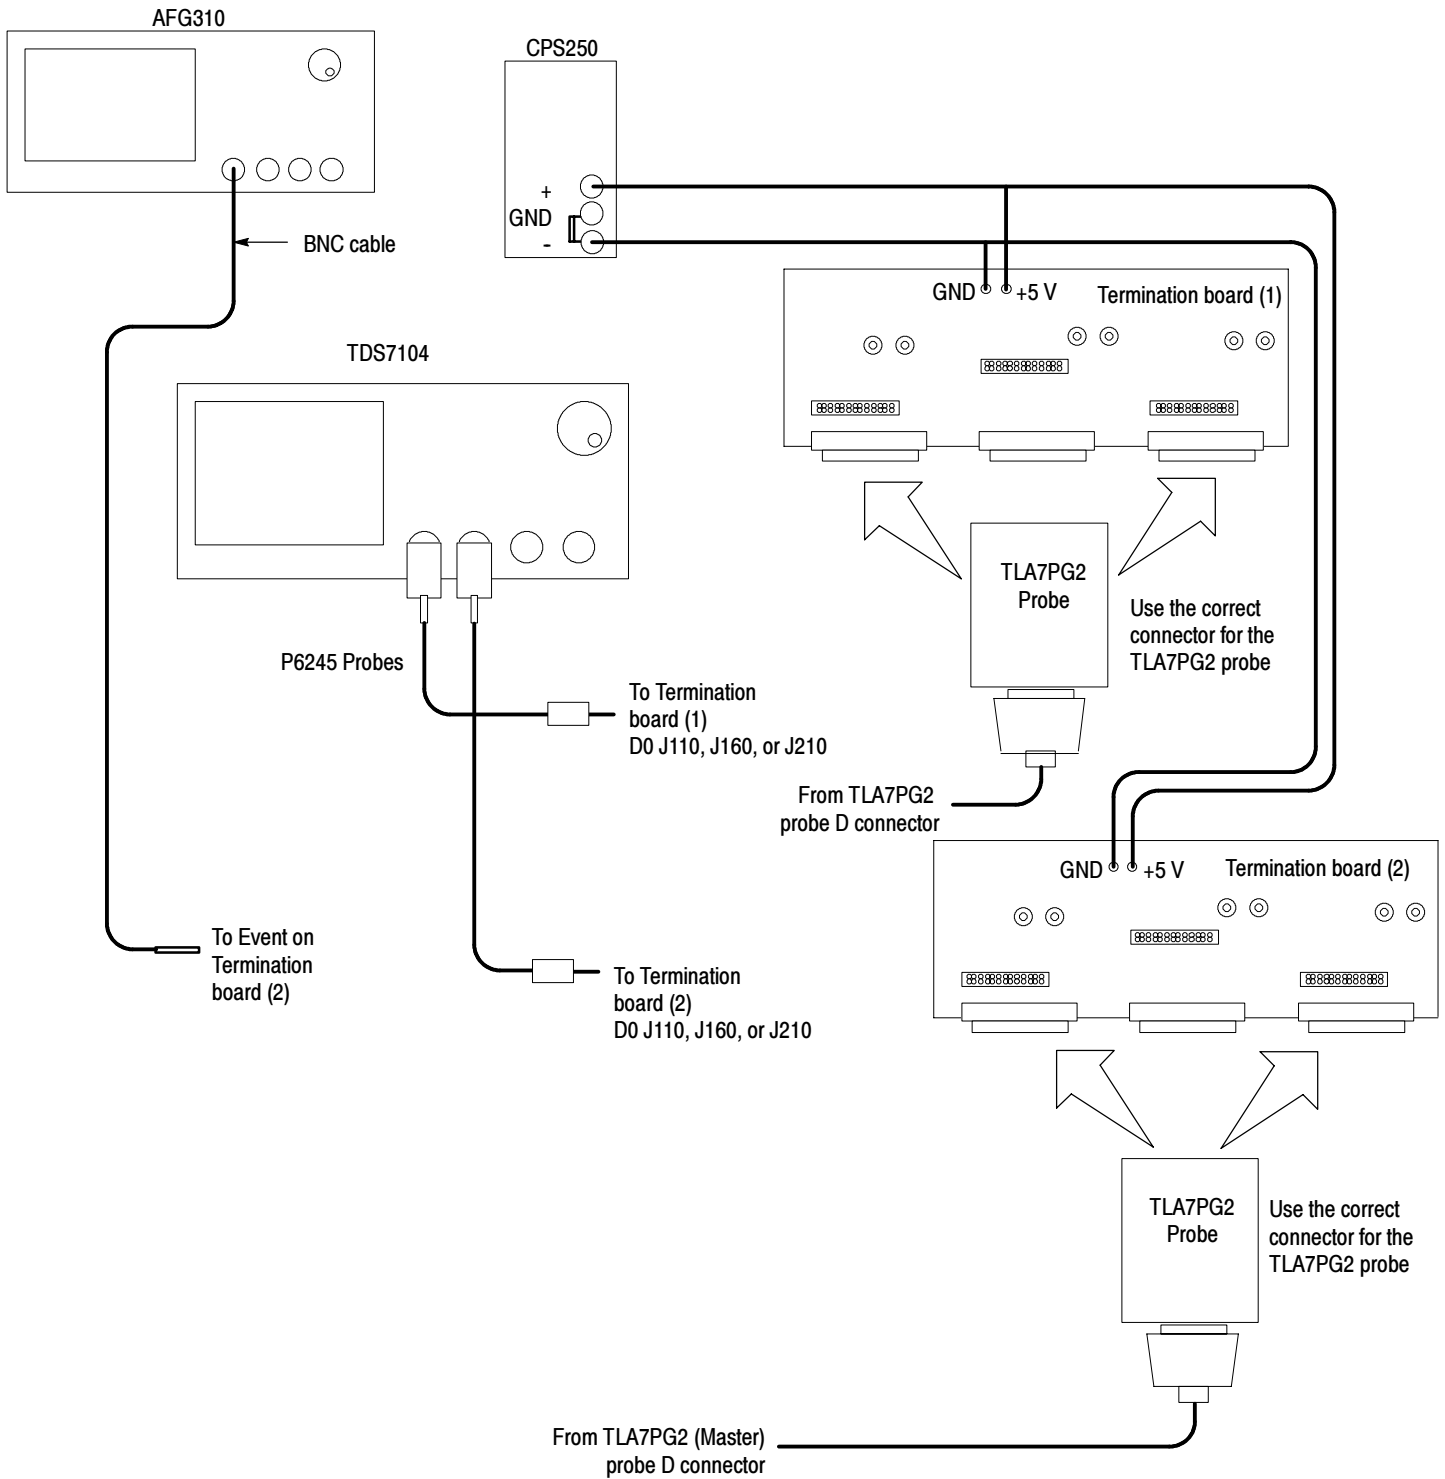 AFG310
CPS250
+
GND
-
BNC cable
GND
+5 V
Termination board (1)
TDS7104
TLA7PG2
Probe
Use the correct
connector for the
TLA7PG2 probe
P6245 Probes
To Termination
board (1)
D0 J110, J160, or J210
From TLA7PG2
probe D connector
GND
+5 V
Termination board (2)
To Event on
Termination
board (2)
To Termination
board (2)
D0 J110, J160, or J210
TLA7PG2
Probe
Use the correct
connector for the
TLA7PG2 probe
From TLA7PG2 (Master)
probe D connector